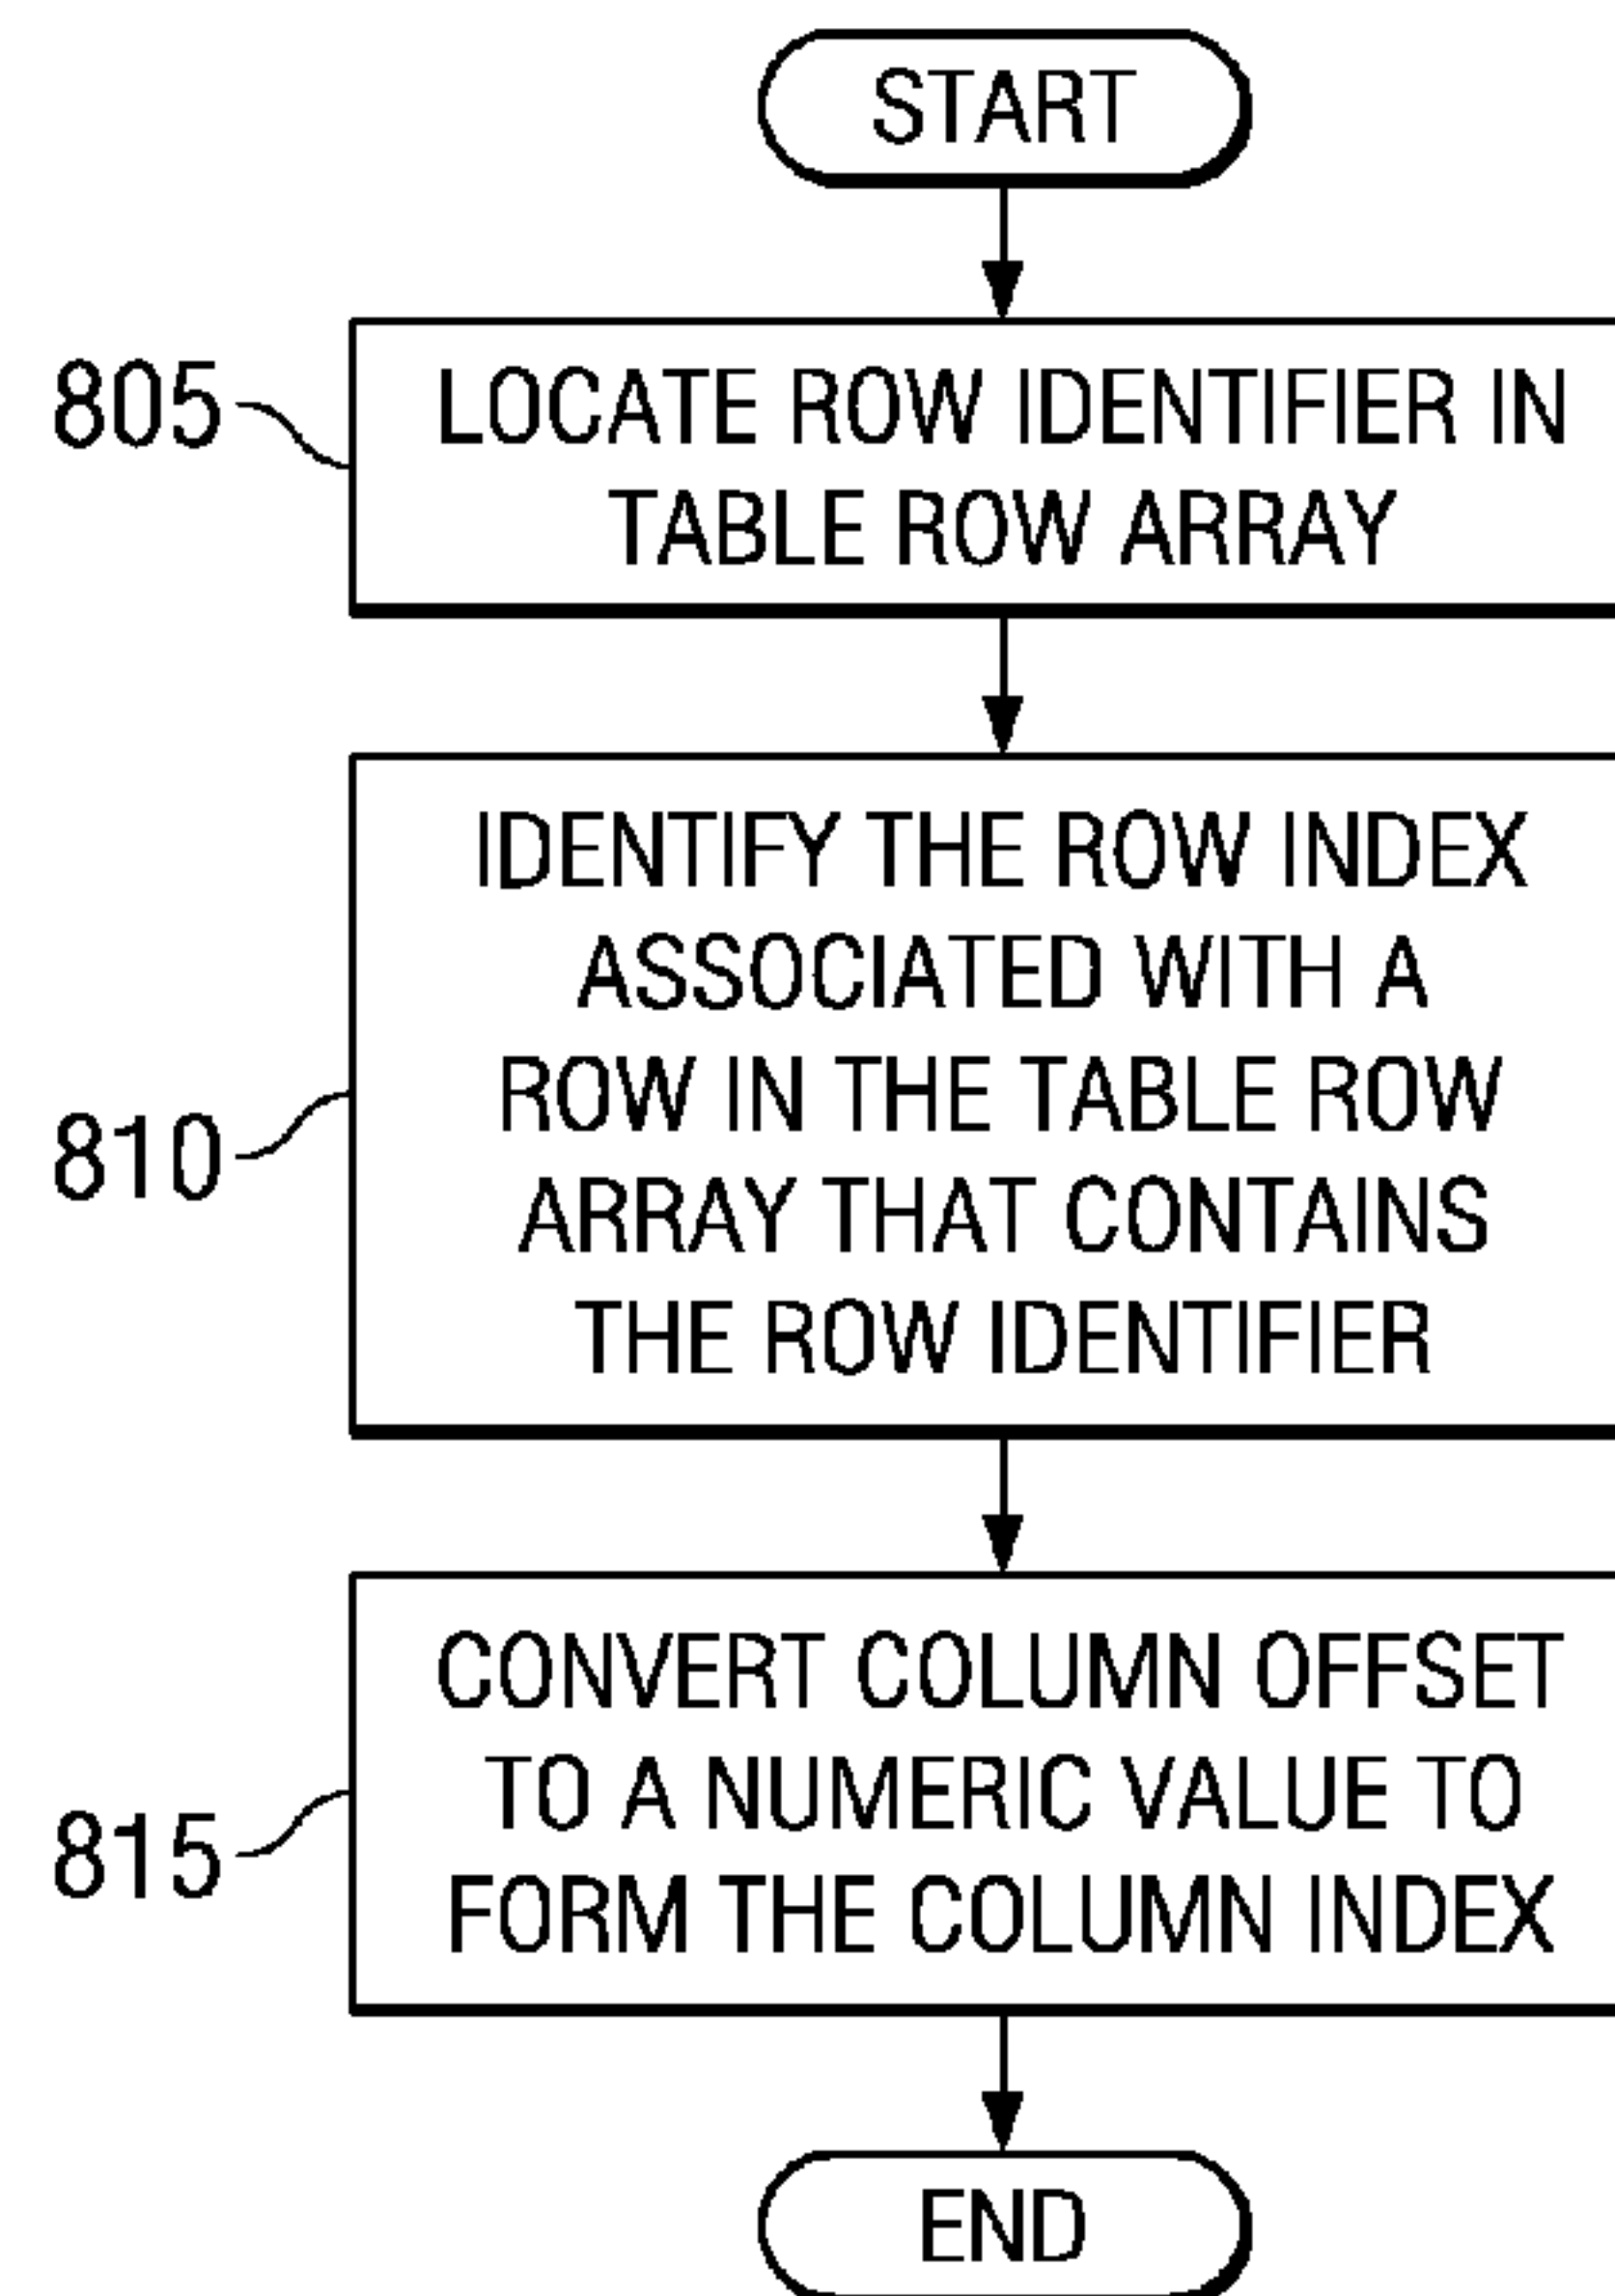 START
805
LOCATE ROW IDENTIFIER IN
TABLE ROW ARRAY
810
IDENTIFY THE ROW INDEX
ASSOCIATED WITH A
ROW IN THE TABLE ROW
ARRAY THAT CONTAINS
THE ROW IDENTIFIER
815
CONVERT COLUMN OFFSET
TO A NUMERIC VALUE TO
FORM THE COLUMN INDEX
END